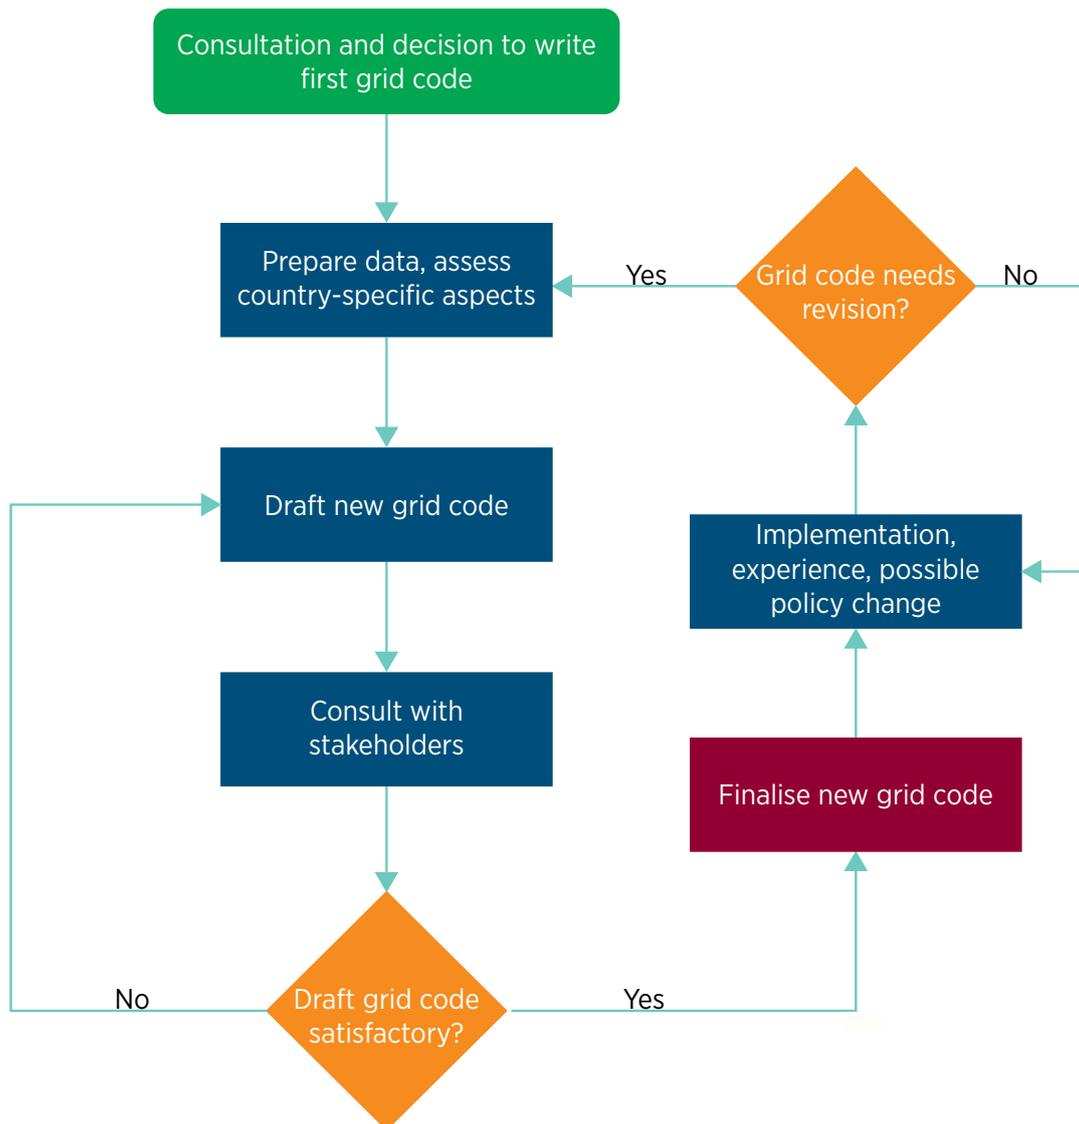 Consultation and decision to write
first grid code
Prepare data, assess
country-specific aspects
Yes
Grid code needs
revision?
No
Draft new grid code
Implementation,
experience, possible
policy change
Consult with
stakeholders
Finalise new grid code
No
Draft grid code
satisfactory?
Yes